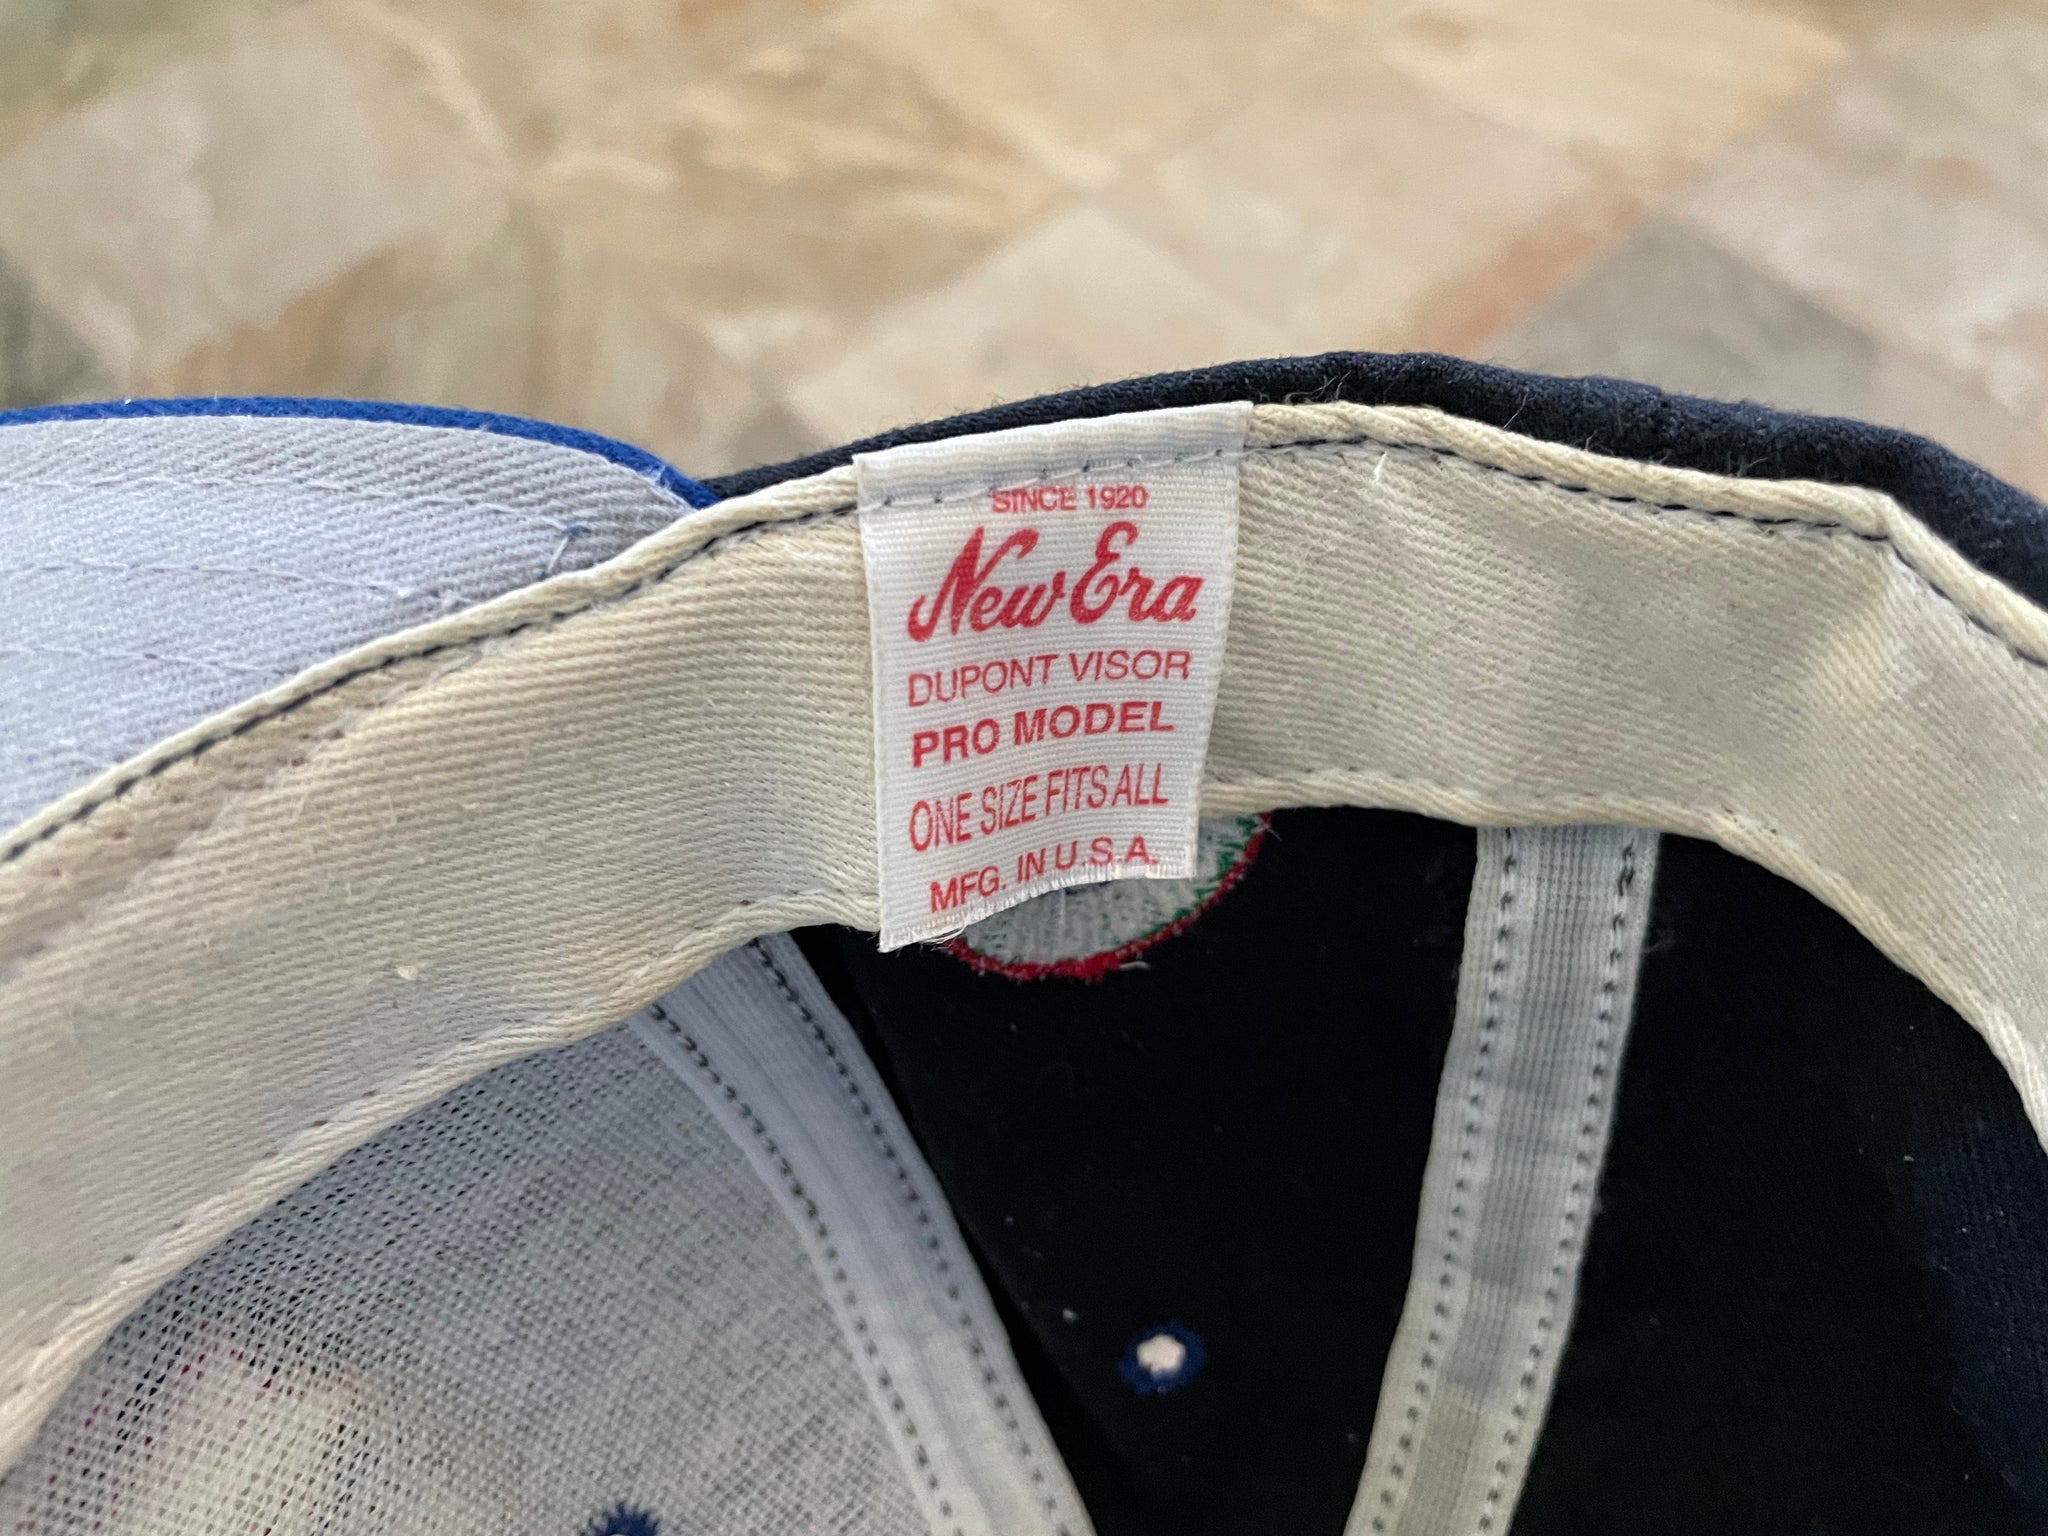 SINCE 1920
New Era
DUPONT VISOR
PRO MODEL
ONE SIZE FITS ALL
MFG. IN U.S.A.